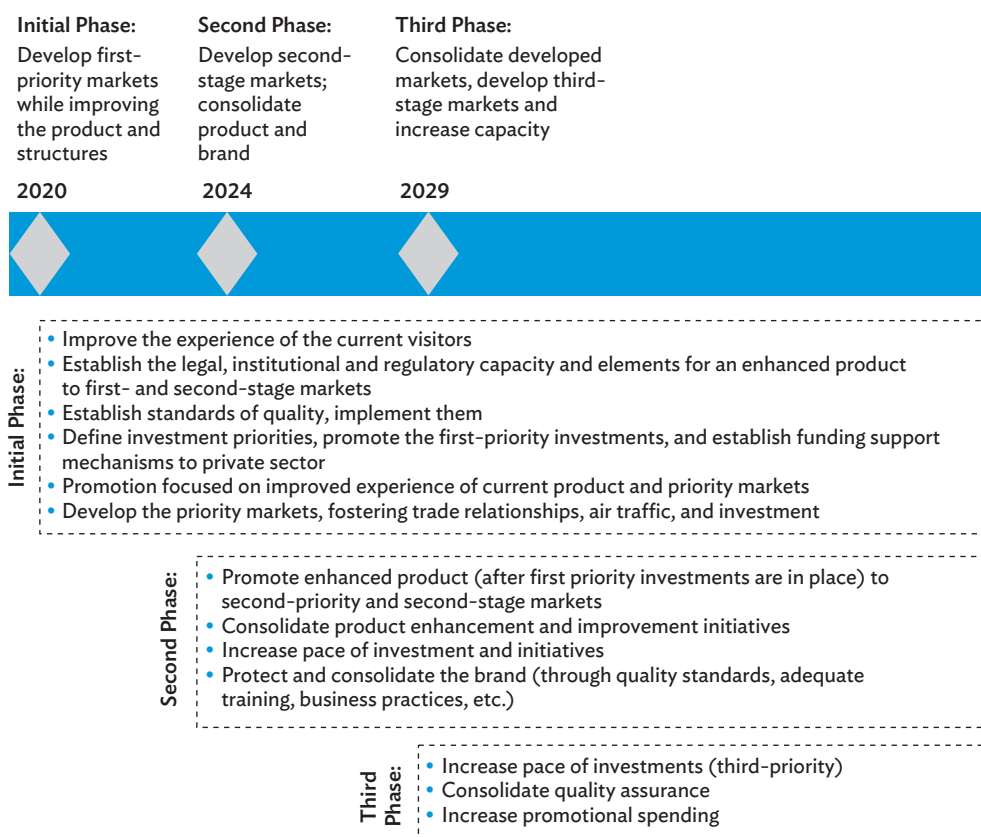 Initial Phase:
Develop first-
priority markets
while improving
the product and
structures
2020
Second Phase:
Develop second-
stage markets;
consolidate
product and
brand
2024
Third Phase:
Consolidate developed
markets, develop third-
stage markets and
increase capacity
2029
Initial Phase:
• Improve the experience of the current visitors
• Establish the legal, institutional and regulatory capacity and elements for an enhanced product
to first- and second-stage markets
• Establish standards of quality, implement them
• Define investment priorities, promote the first-priority investments, and establish funding support
mechanisms to private sector
• Promotion focused on improved experience of current product and priority markets
• Develop the priority markets, fostering trade relationships, air traffic, and investment
Second Phase:
• Promote enhanced product (after first priority investments are in place) to
second-priority and second-stage markets
• Consolidate product enhancement and improvement initiatives
• Increase pace of investment and initiatives
• Protect and consolidate the brand (through quality standards, adequate
training, business practices, etc.)
Third
Phase:
• Increase pace of investments (third-priority)
• Consolidate quality assurance
• Increase promotional spending